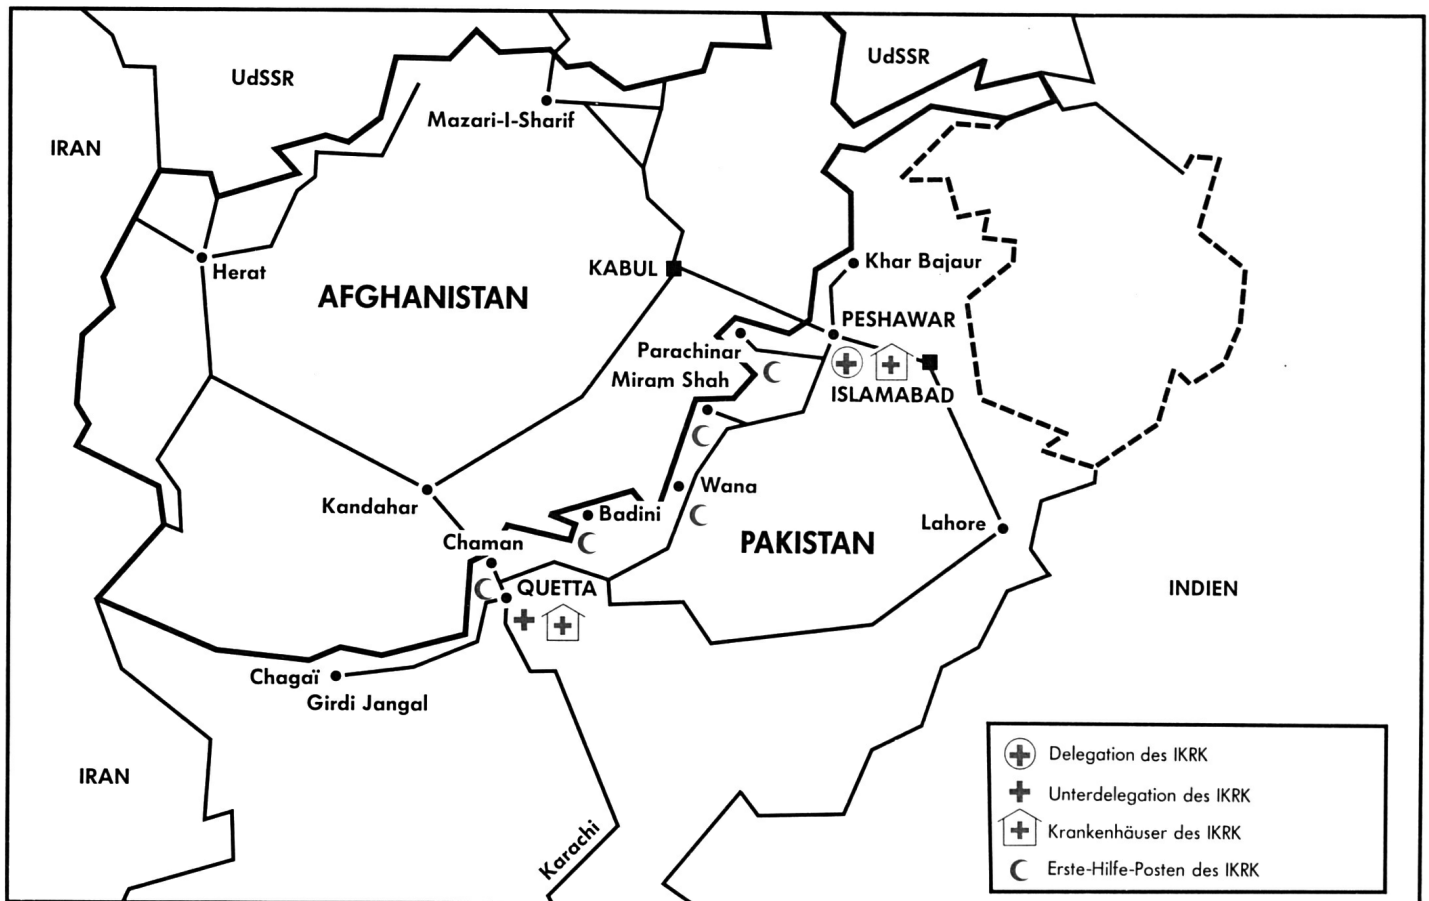 UdSSR
UdSSR
IRAN
Mazari-I-Sharif
Herat
AFGHANISTAN
KABUL
Khar Bajaur
PESHAWAR
Parachinar
Miram Shah
ISLAMABAD
Kandahar
Wana
Badini
Chaman
PAKISTAN
Lahore
QUETTA
INDIEN
Chagaï
Girdi Jangal
IRAN
Karachi
Delegation des IKRK
Unterdelegation des IKRK
Krankenhäuser des IKRK
Erste-Hilfe-Posten des IKRK